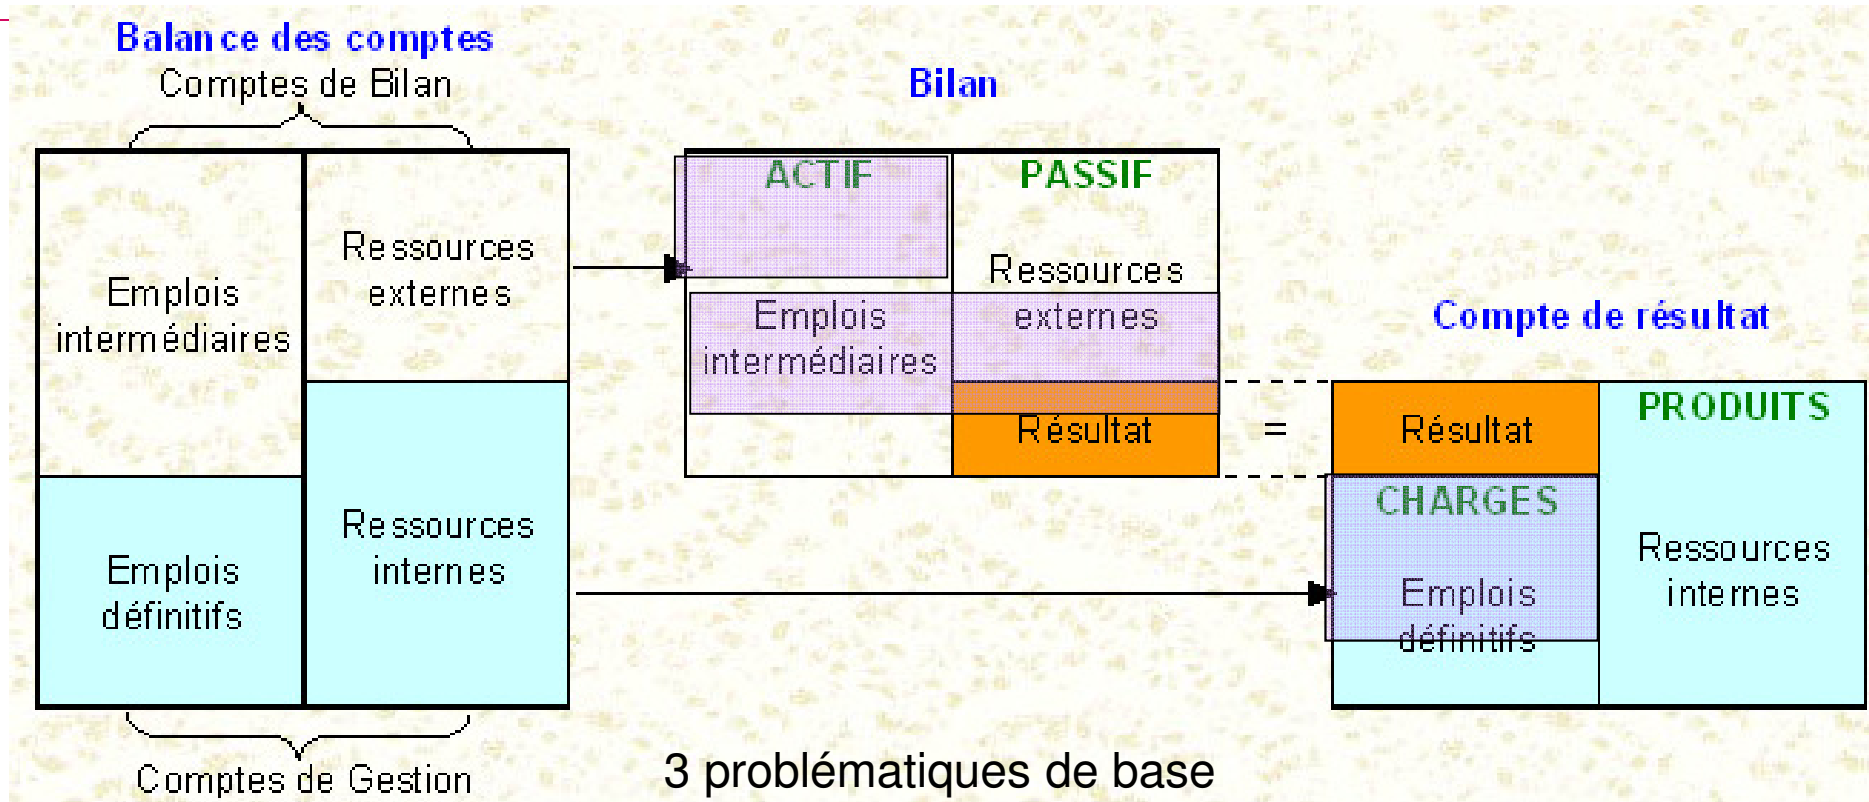 Balance des comptes
Comptes de Bilan
Emplois
intermédiaires
Ressources
externes
Emplois
définitifs
Ressources
internes
Comptes de Gestion
Bilan
ACTIF
PASSIF
Emplois
intermédiaires
Ressources
externes
Résultat
=
Compte de résultat
Résultat
PRODUITS
CHARGES
Emplois
définitifs
Ressources
internes
3 problématiques de base